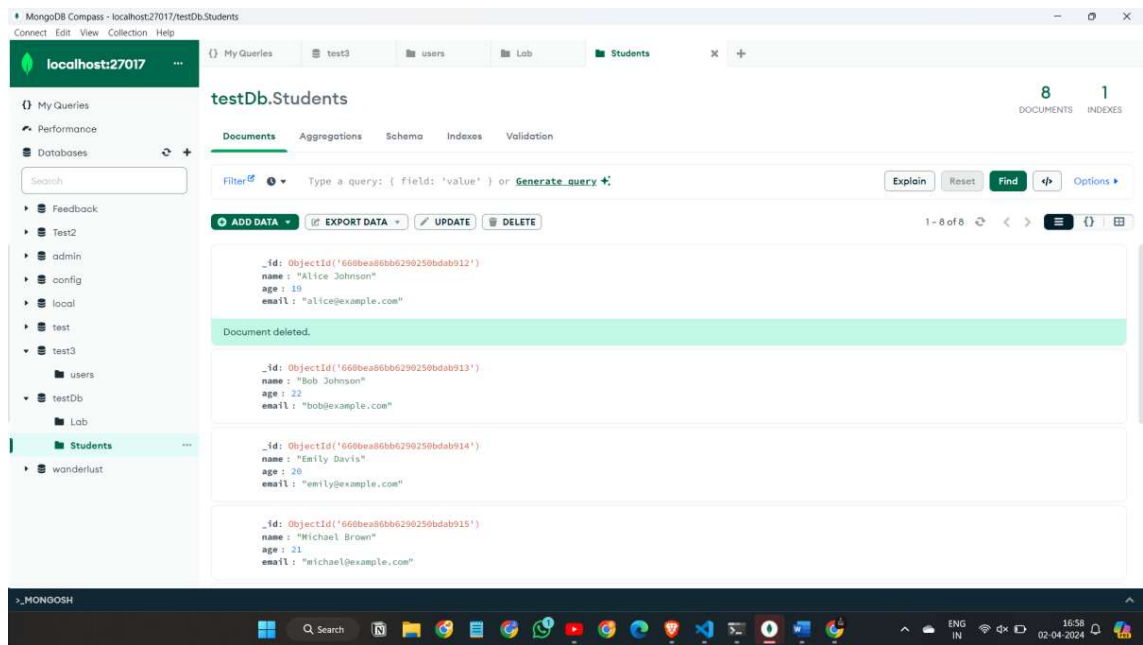 MongoDB Compass - localhost:27017/testDb.Students
Connect Edit View Collection Help
localhost:27017 ...
{} My Queries
test3
users
Lab
Students
My Queries
Performance
Databases
Search
Feedback
Test2
admin
config
local
test
test3
users
testDb
Lab
Students
wanderlust
testDb.Students
8
DOCUMENTS
1
INDEXES
Documents Aggregations Schema Indexes Validation
Filter Type a query: { field: 'value' } or Generate query Explain Reset Find </> Options
ADD DATA EXPORT DATA UPDATE DELETE 1 - 8 of 8 {}
_id: ObjectId('660bea86bb6290250bdab912')
name : "Alice Johnson"
age : 19
email : "alice@example.com"
Document deleted.
_id: ObjectId('660bea86bb6290250bdab913')
name : "Bob Johnson"
age : 22
email : "bob@example.com"
_id: ObjectId('660bea86bb6290250bdab914')
name : "Emily Davis"
age : 20
email : "emily@example.com"
_id: ObjectId('660bea86bb6290250bdab915')
name : "Michael Brown"
age : 21
email : "michael@example.com"
>_MONGOSH
Search
ENG
IN
16:58
02-04-2024